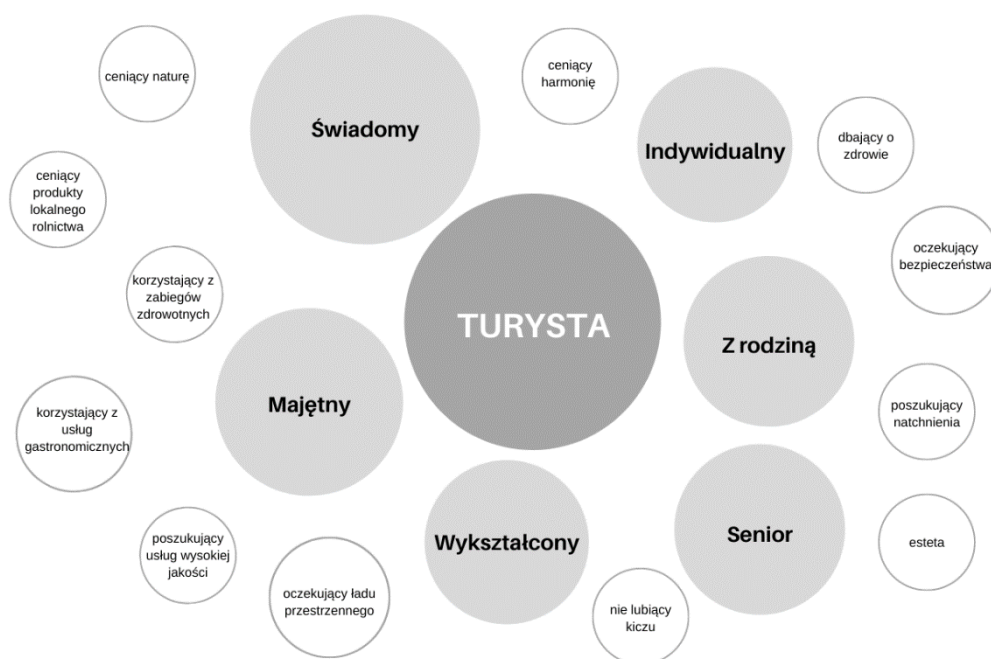 ceniący naturę
Świadomy
ceniący
harmonię
Indywidualny
dbający o
zdrowie
ceniący
produkty
lokalnego
rolnictwa
oczekujący
bezpieczeństwa
korzystający z
zabiegów
zdrowotnych
TURYSTA
Z rodziną
Majętny
poszukujący
natchnienia
korzystający z
usług
gastronomicznych
Wykształcony
Senior
esteta
poszukujący
usług wysokiej
jakości
oczekujący ładu
przestrzennego
nie lubiący
kiczu